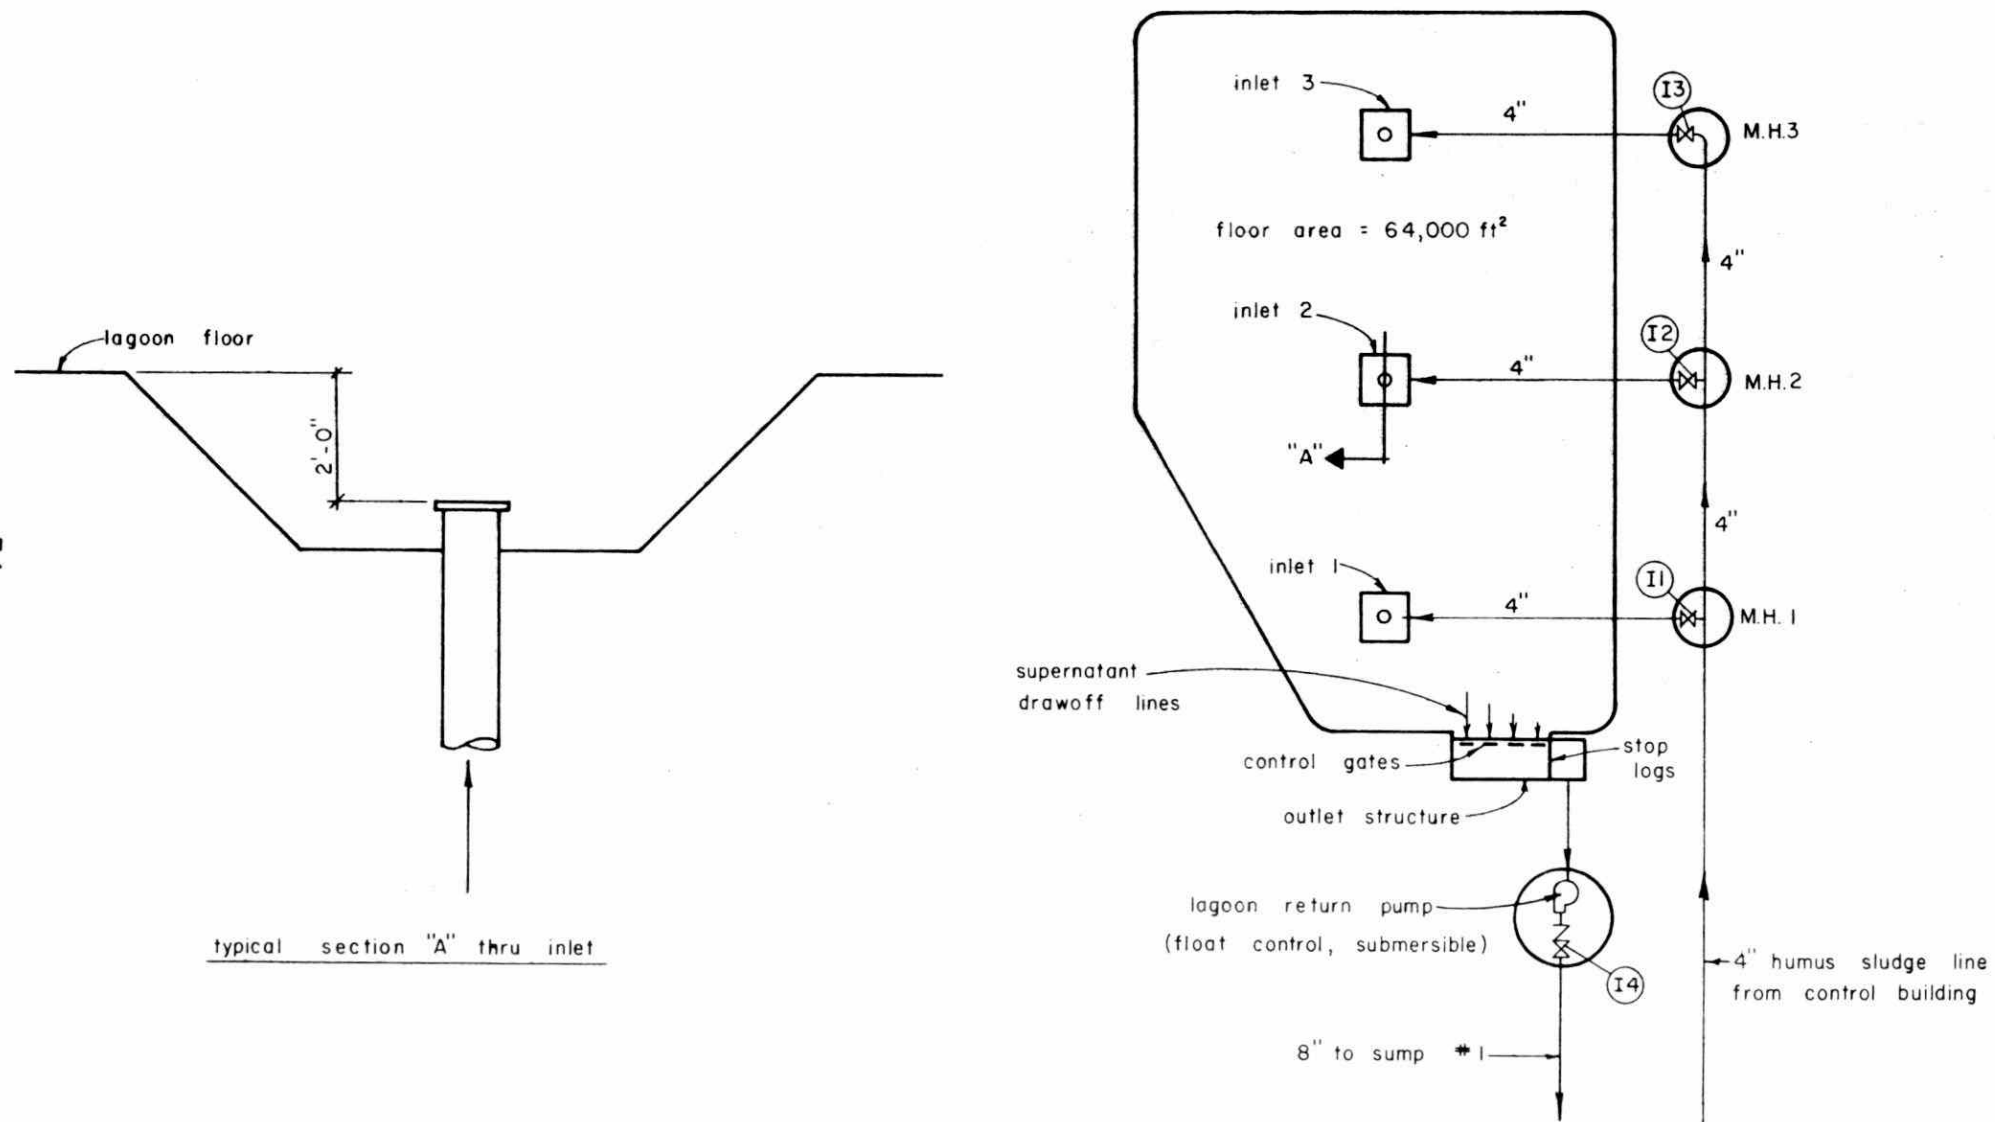 lagoon floor
2'-0"
typical section "A" thru inlet
inlet 3
4"
I3
M.H.3
floor area = 64,000 ft²
4"
inlet 2
4"
I2
M.H.2
"A"
4"
inlet 1
4"
I1
M.H. 1
supernatant
drawoff lines
control gates
stop
logs
outlet structure
lagoon return pump
(float control, submersible)
I4
4" humus sludge line
from control building
8" to sump #1